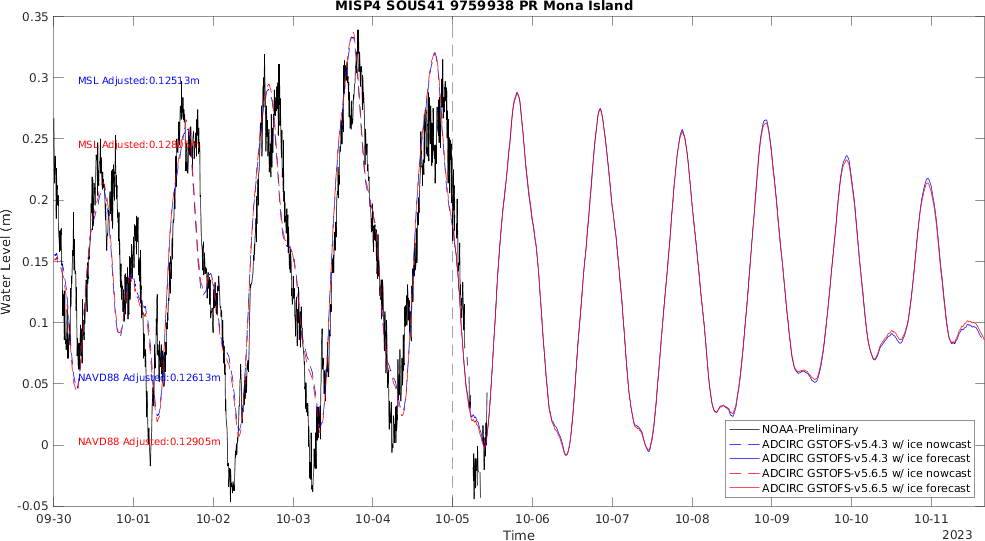 MISP4 SOUS41 9759938 PR Mona Island
0.35
0.3
0.25
0.2
0.15
0.1
0.05
0
-0.05
Water Level (m)
MSL Adjusted:0.12513m
MSL Adjusted:
NAVD88 Adjusted:0.12613m
NAVD88 Adjusted:0.12905m
NOAA-Preliminary
ADCIRC GSTOFS-v5.4.3 w/ ice nowcast
ADCIRC GSTOFS-v5.4.3 w/ ice forecast
ADCIRC GSTOFS-v5.6.5 w/ ice nowcast
ADCIRC GSTOFS-v5.6.5 w/ ice forecast
09-30 10-01 10-02 10-03 10-04 10-05 10-06 10-07 10-08 10-09 10-10 10-11
Time
2023